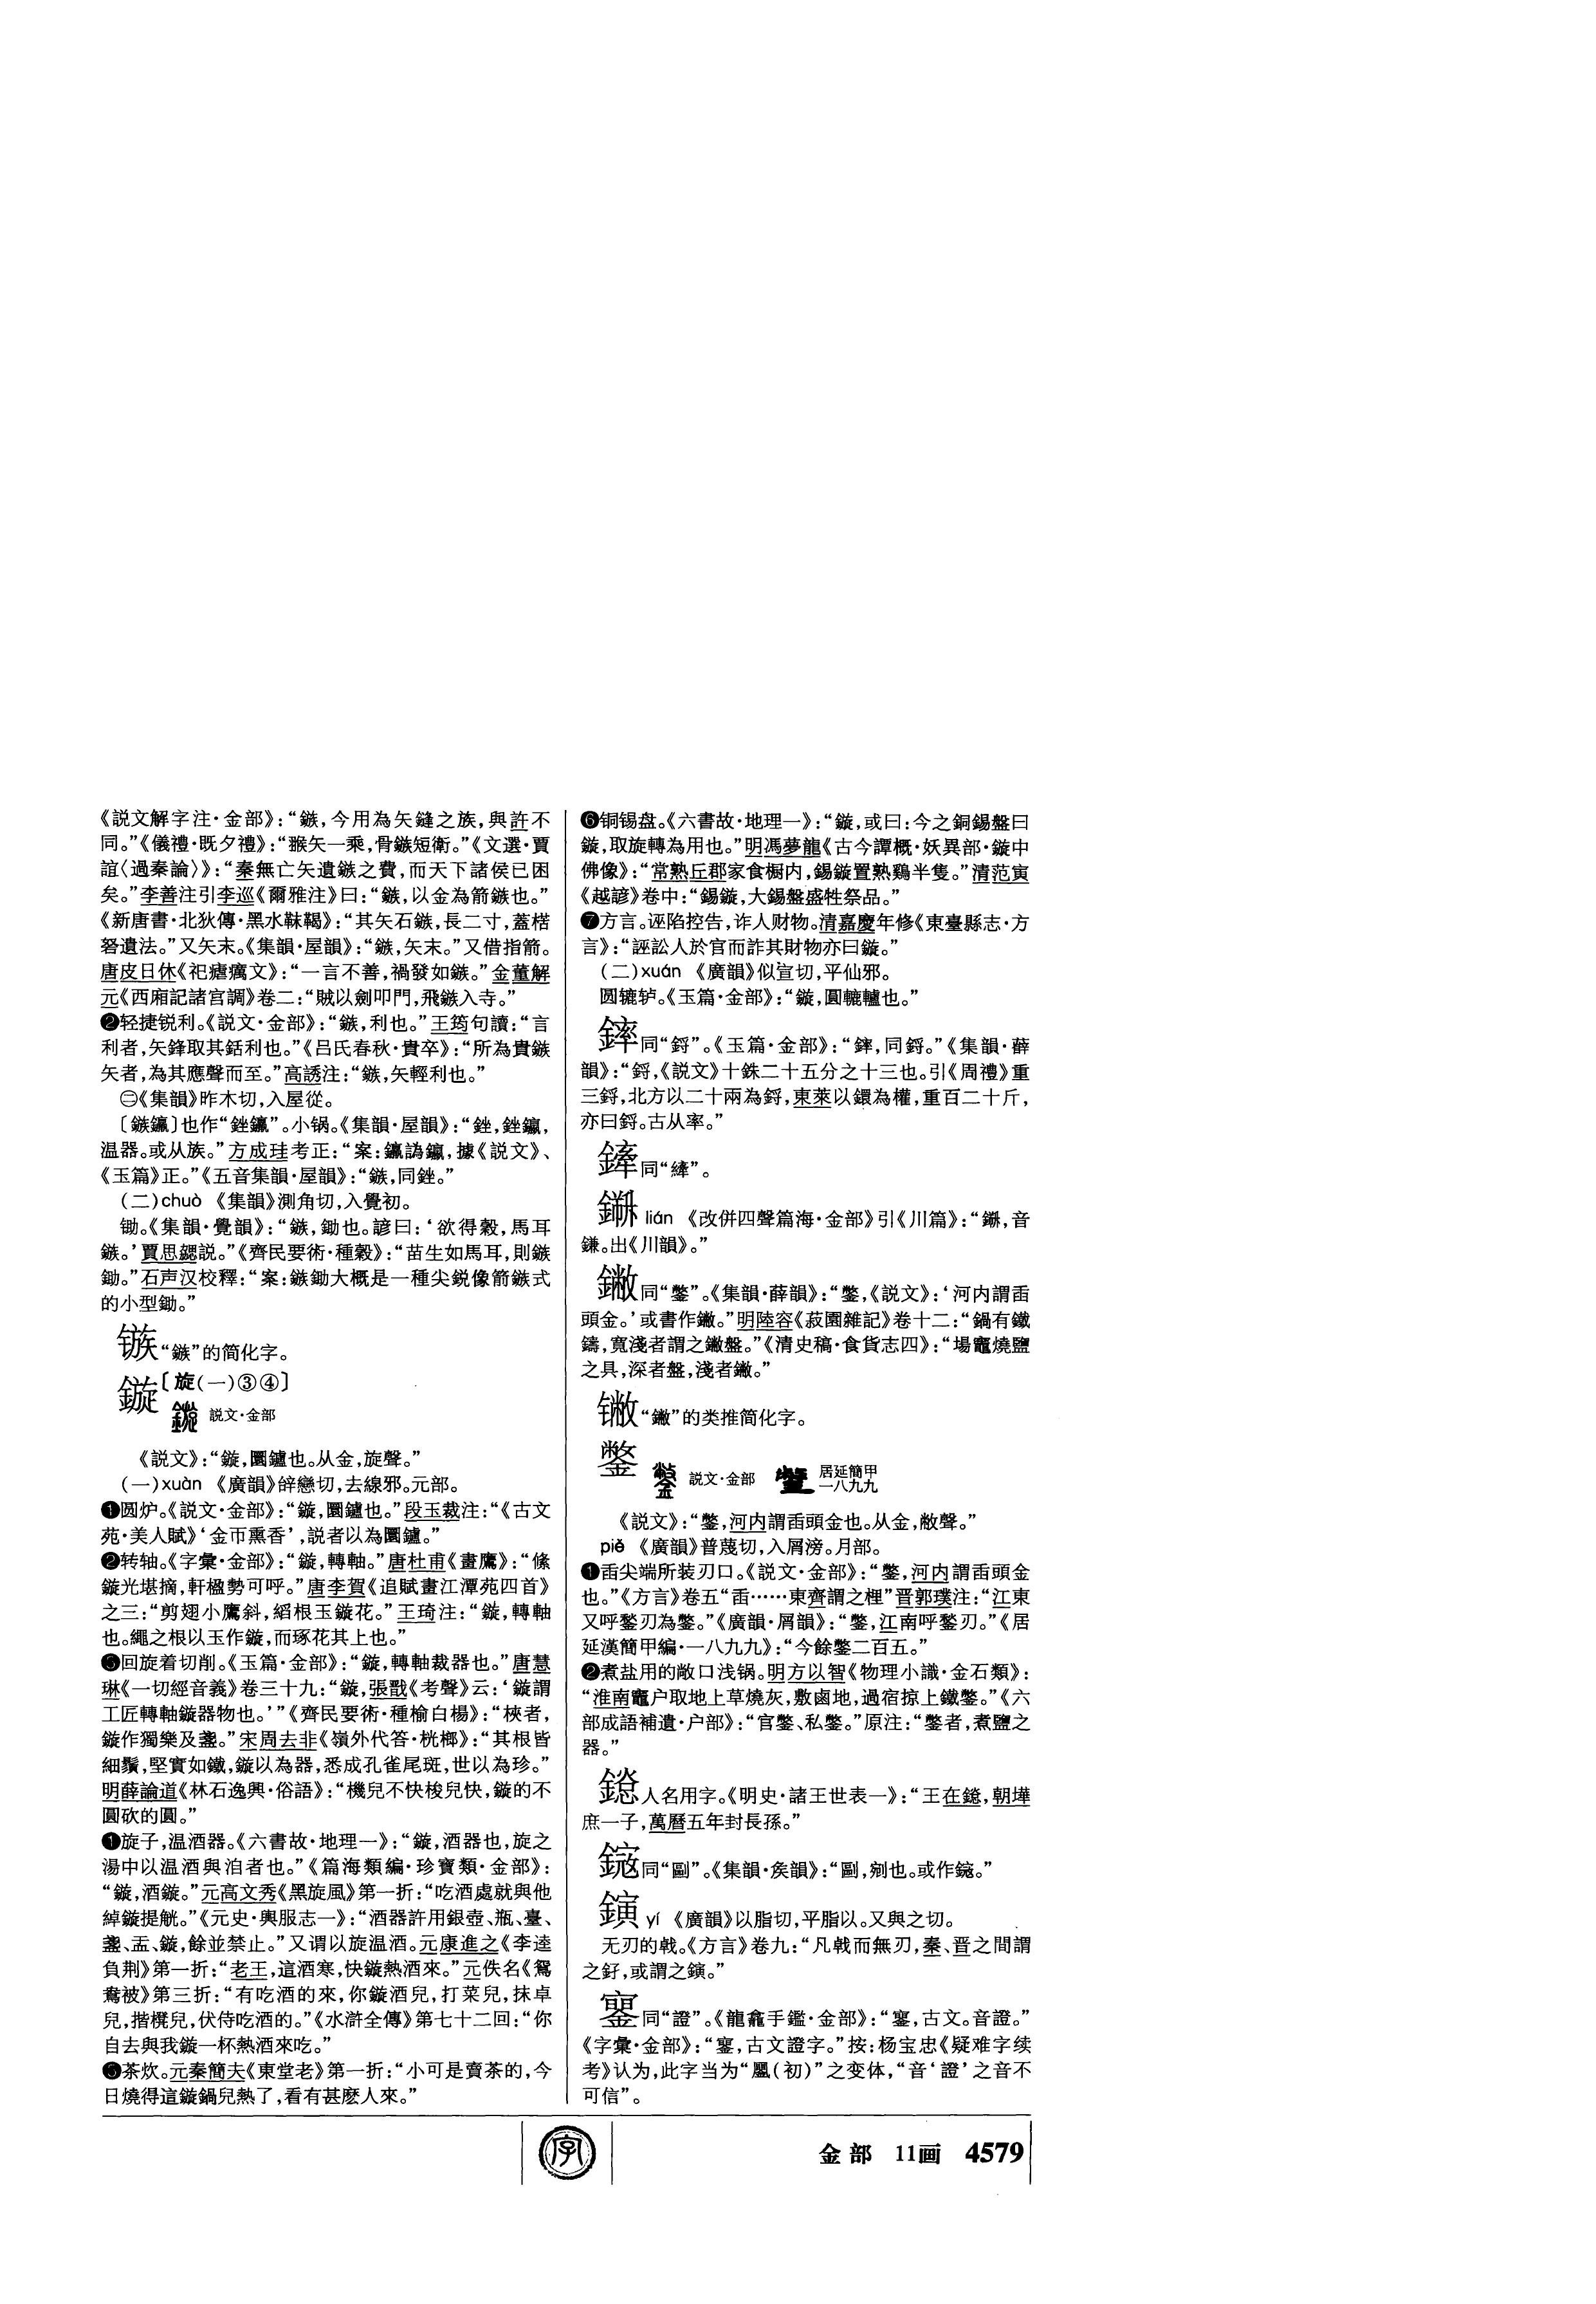 《説文解字注·金部》：“鏃，今用為矢鏠之族，與許不
同。”《儀禮·既夕禮》：“猴矢一乘，骨鏃短衛。”《文選·賈
誼〈過秦論〉》：“秦無亡矢遺鏃之費，而天下諸侯已困
矣。”李善注引李巡《爾雅注》曰：“鏃，以金為箭鏃也。”
《新唐書·北狄傳·黑水靺鞨》：“其矢石鏃，長二寸，蓋楛
砮遺法。”又矢末。《集韻·屋韻》：“鏃，矢末。”又借指箭。
唐皮日休《祀瘧癘文》：“一言不善，禍發如鏃。”金董解
元《西廂記諸宫調》卷二：“賊以劍叩門，飛鏃入寺。”
❷轻捷锐利。《説文·金部》：“鏃，利也。”王筠句讀：“言
利者，矢鋒取其銛利也。”《吕氏春秋·貴卒》：“所為貴鏃
矢者，為其應聲而至。”高誘注：“鏃，矢輕利也。”
㊂《集韻》昨木切，入屋從。
〔鏃鑹〕也作“銼”。小锅。《集韻·屋韻》：“銼，銼，
温器。或从族。”方成珪考正：“案：譌，據《説文》、
《玉篇》正。”《五音集韻·屋韻》：“鏃，同銼。”
（二）chuò 《集韻》測角切，入覺初。
锄。《集韻·覺韻》：“鏃，鋤也。諺曰：‘欲得穀，馬耳
鏃。’賈思勰説。”《齊民要術·種穀》：“苗生如馬耳，則鏃
鋤。”石声汉校釋：“案：鏃鋤大概是一種尖鋭像箭鏃式
的小型鋤。”
镞“鏃”的简化字。
鏇〔旋（一）③④〕
説文·金部
《説文》：“鏇，圜鑪也。从金，旋聲。”
（一）xuàn 《廣韻》辝戀切，去線邪。元部。
❶圆炉。《説文·金部》：“鏇，圜鑪也。”段玉裁注：“《古文
苑·美人賦》‘金帀熏香’，説者以為圜鑪。”
❷转轴。《字彙·金部》：“鏇，轉軸。”唐杜甫《畫鷹》：“絛
鏇光堪摘，軒楹勢可呼。”唐李賀《追賦畫江潭苑四首》
之三：“剪翅小鷹斜，縚根玉鏇花。”王琦注：“鏇，轉軸
也。繩之根以玉作鏇，而琢花其上也。”
❸回旋着切削。《玉篇·金部》：“鏇，轉軸裁器也。”唐慧
琳《一切經音義》卷三十九：“鏇，張戩《考聲》云：‘鏇謂
工匠轉軸鏇器物也。’”《齊民要術·種榆白楊》：“梜者，
鏇作獨樂及盞。”宋周去非《嶺外代答·桄榔》：“其根皆
細鬚，堅實如鐵，鏇以為器，悉成孔雀尾斑，世以為珍。”
明薛論道《林石逸興·俗語》：“機兒不快梭兒快，鏇的不
圓砍的圓。”
❶旋子，温酒器。《六書故·地理一》：“鏇，酒器也，旋之
湯中以温酒與洎者也。”《篇海類編·珍寶類·金部》：
“鏇，酒鏇。”元高文秀《黑旋風》第一折：“吃酒處就與他
綽鏇提觥。”《元史·輿服志一》：“酒器許用銀壺、瓶、臺、
盞、盂、鏇，餘並禁止。”又谓以旋温酒。元康進之《李逵
負荆》第一折：“老王，這酒寒，快鏇熱酒來。”元佚名《鴛
鴦被》第三折：“有吃酒的來，你鏇酒兒，打菜兒，抹卓
兒，揩櫈兒，伏侍吃酒的。”《水滸全傳》第七十二回：“你
自去與我鏇一杯熱酒來吃。”
❺茶炊。元秦簡夫《東堂老》第一折：“小可是賣茶的，今
日燒得這鏇鍋兒熱了，看有甚麽人來。”
❻铜锡盘。《六書故·地理一》：“鏇，或曰：今之銅錫盤曰
鏇，取旋轉為用也。”明馮夢龍《古今譚概·妖異部·鏇中
佛像》：“常熟丘郡家食橱内，錫鏇置熟鷄半隻。”清范寅
《越諺》卷中：“錫鏇，大錫盤盛牲祭品。”
❼方言。诬陷控告，诈人财物。清嘉慶年修《東臺縣志·方
言》：“誣訟人於官而詐其財物亦曰鏇。”
（二）xuán 《廣韻》似宣切，平仙邪。
圆辘轳。《玉篇·金部》：“鏇，圓轆轤也。”
鏲同“鋝”。《玉篇·金部》：“，同鋝。”《集韻·薛
韻》：“鋝，《説文》十銖二十五分之十三也。引《周禮》重
三鋝，北方以二十兩為鋝，東萊以鐶為權，重百二十斤，
亦曰鋝。古从率。”
同“縴”。
lián 《改併四聲篇海·金部》引《川篇》：“，音
鎌。出《川韻》。”
鐅同“鐅”。《集韻·薛韻》：“鐅，《説文》：‘河内謂臿
頭金。’或書作。”明陸容《菽園雜記》卷十二：“鍋有鐵
鑄，寬淺者謂之盤。”《清史稿·食貨志四》：“場竈燒鹽
之具，深者盤，淺者。”
“”的类推简化字。
鐅 説文·金部 居延簡甲一八九九
《説文》：“鐅，河内謂臿頭金也。从金，敝聲。”
piě 《廣韻》普蔑切，入屑滂。月部。
❶臿尖端所装刃口。《説文·金部》：“鐅，河内謂臿頭金
也。”《方言》卷五“臿……東齊謂之梩”晋郭璞注：“江東
又呼鍫刃為鐅。”《廣韻·屑韻》：“鐅，江南呼鍫刃。”《居
延漢簡甲編·一八九九》：“今餘鐅二百五。”
❷煮盐用的敞口浅锅。明方以智《物理小識·金石類》：
“淮南竈户取地上草燒灰，敷鹵地，過宿掠上鐵鐅。”《六
部成語補遺·户部》：“官鐅、私鐅。”原注：“鐅者，煮鹽之
器。”
鍯人名用字。《明史·諸王世表一》：“王在，朝㙺
庶一子，萬曆五年封長孫。”
同“剾”。《集韻·矦韻》：“剾，剜也。或作。”
鏔 yí 《廣韻》以脂切，平脂以。又與之切。
无刃的戟。《方言》卷九：“凡戟而無刃，秦、晋之間謂
之釨，或謂之鏔。”
同“證”。《龍龕手鑑·金部》：“，古文。音證。”
《字彙·金部》：“，古文證字。”按：杨宝忠《疑难字续
考》认为，此字当为“（初）”之变体，“音‘證’之音不
可信”。
字
金部 11画 4579